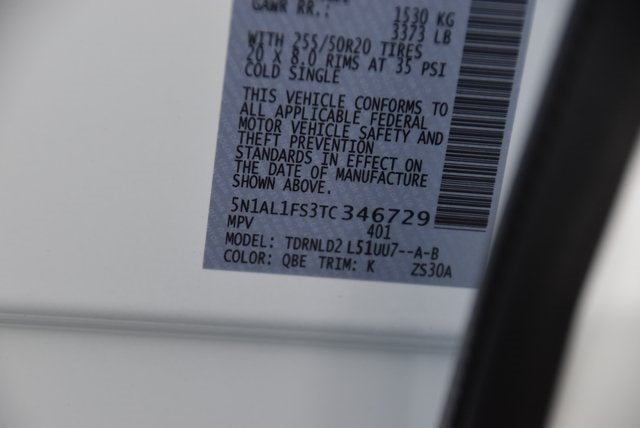 GAWR RR.: 1530 KG
3373 LB
WITH 255/50R20 TIRES
20 X 8.0 RIMS AT 35 PSI
COLD SINGLE
THIS VEHICLE CONFORMS TO
ALL APPLICABLE FEDERAL
MOTOR VEHICLE SAFETY AND
THEFT PREVENTION
STANDARDS IN EFFECT ON
THE DATE OF MANUFACTURE
SHOWN ABOVE.
5N1AL1FS3TC346729
MPV 401
MODEL: TDRNLD2 L51UU7--A-B
COLOR: QBE TRIM: K ZS30A